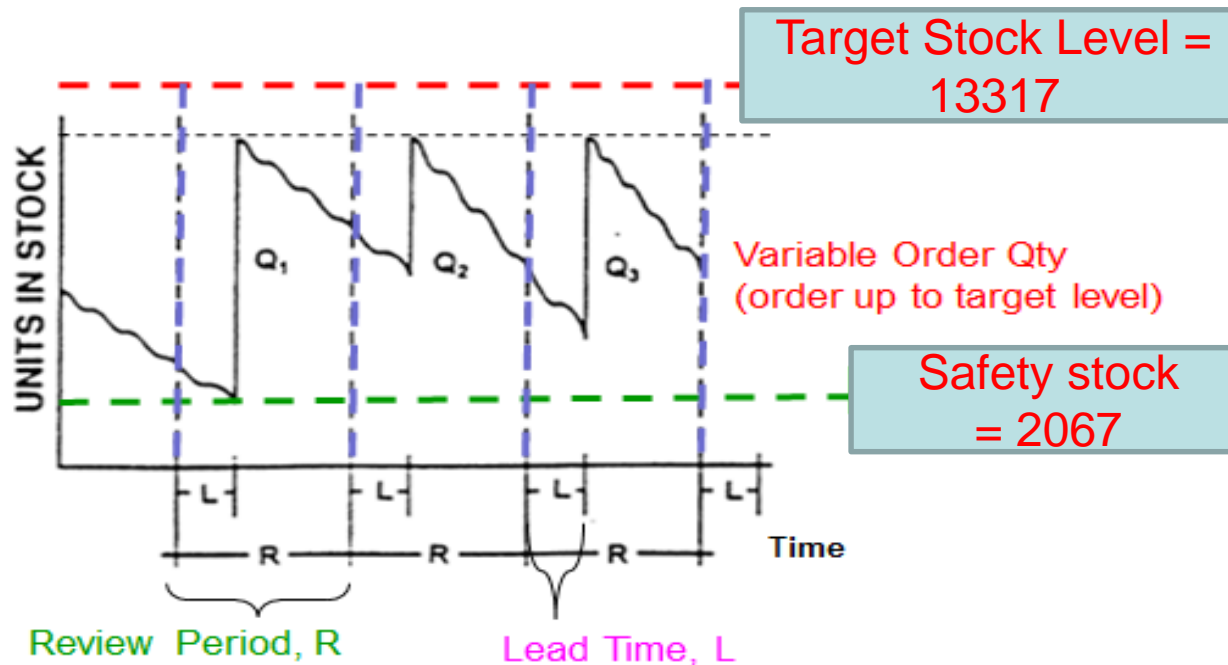 Target Stock Level =
13317
UNITS IN STOCK
Q1
Q2
Q3
Variable Order Qty
(order up to target level)
Safety stock
= 2067
L
L
L
L
R
R
R
Time
Review Period, R
Lead Time, L